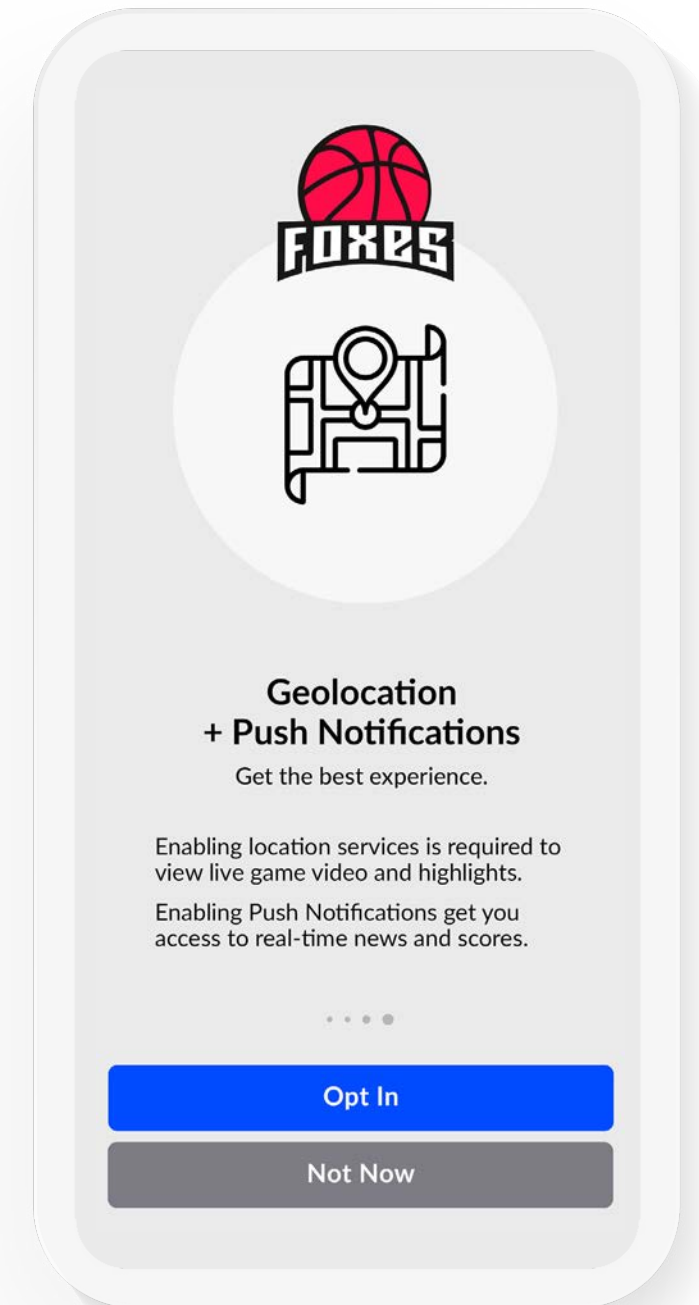 FOXES
Geolocation
+ Push Notifications
Get the best experience.
Enabling location services is required to
view live game video and highlights.
Enabling Push Notifications get you
access to real-time news and scores.
Opt In
Not Now